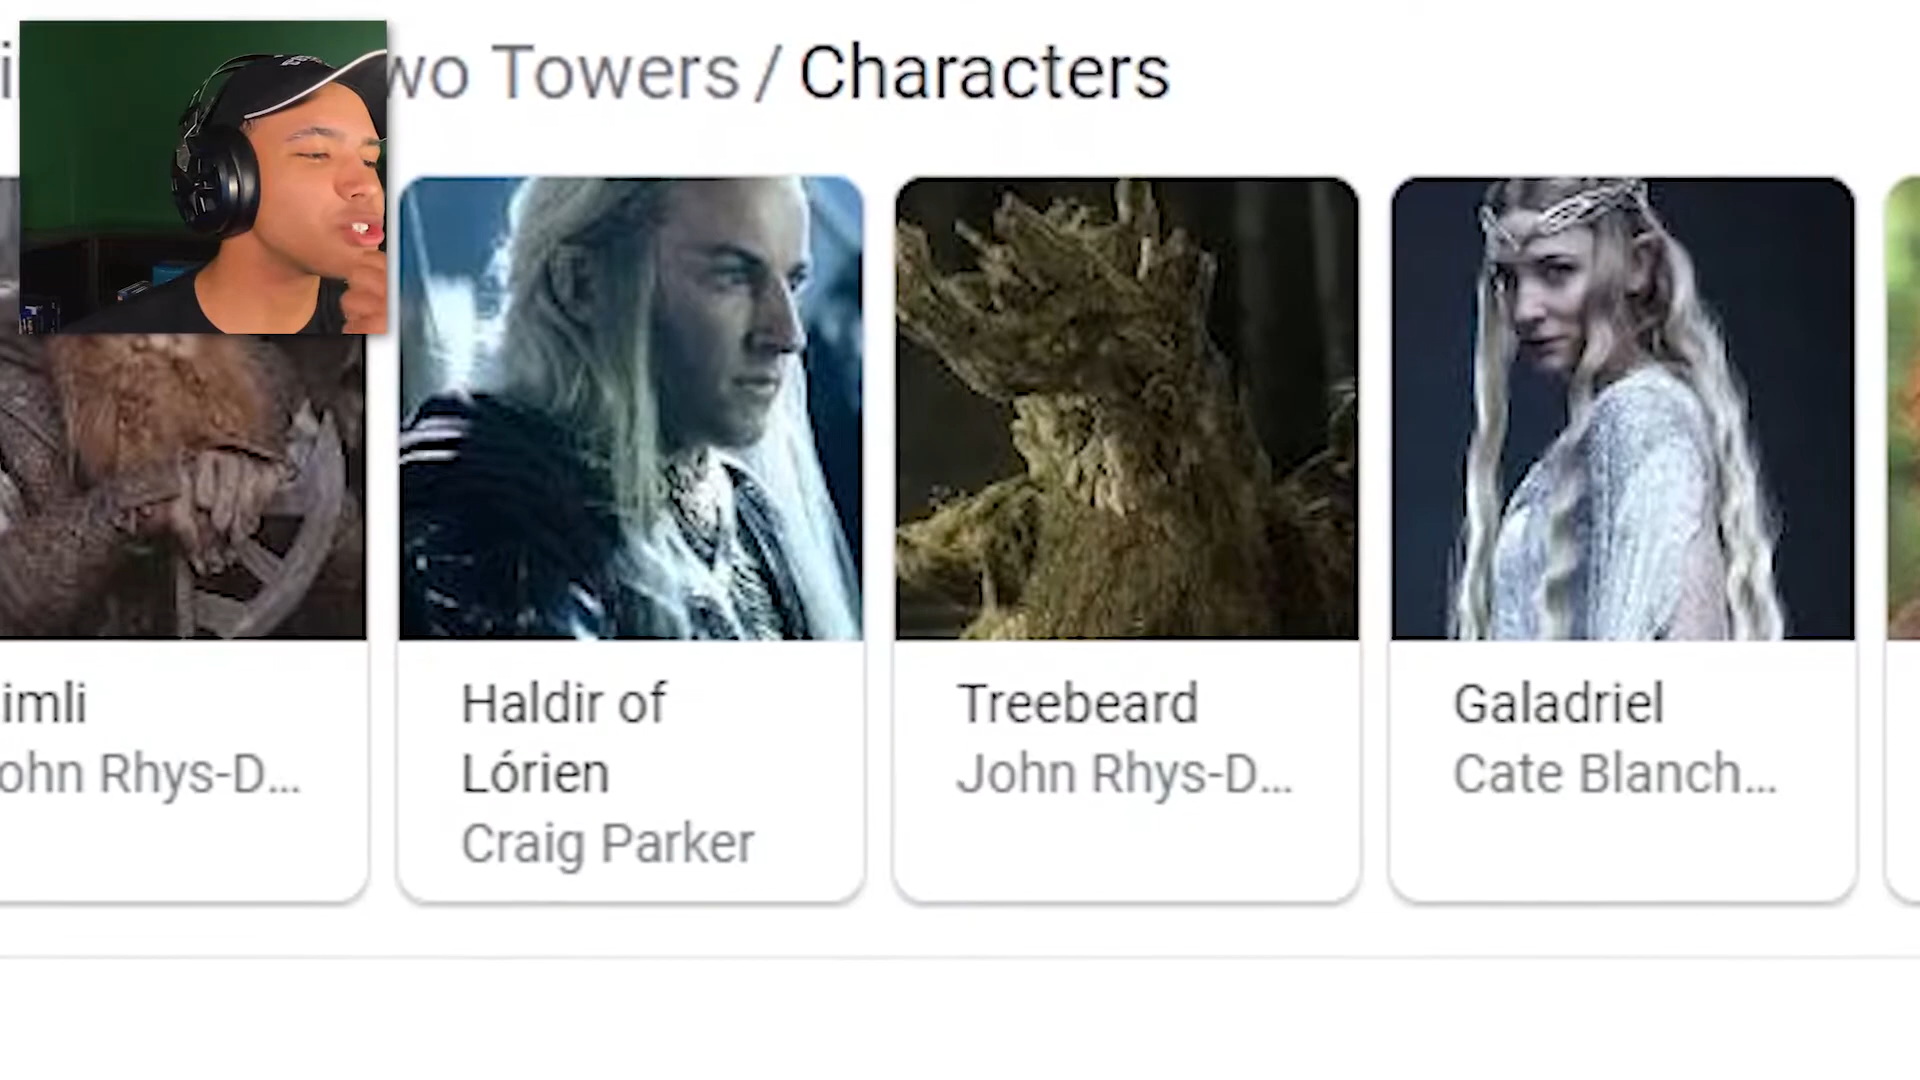 wo Towers / Characters
imli
ohn Rhys-D...
Haldir of
Lórien
Craig Parker
Treebeard
John Rhys-D...
Galadriel
Cate Blanch...